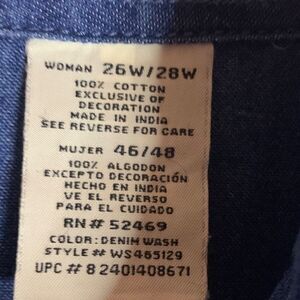 WOMAN 26W/28W
100% COTTON
EXCLUSIVE OF
DECORATION
MADE IN INDIA
SEE REVERSE FOR CARE
MUJER 46/48
100% ALGODON
EXCEPTO DECORACIÓN
HECHO EN INDIA
VE EL REVERSO
PARA EL CUIDADO
RN# 52469
COLOR: DENIM WASH
STYLE# WS465129
UPC# 8 2401408671